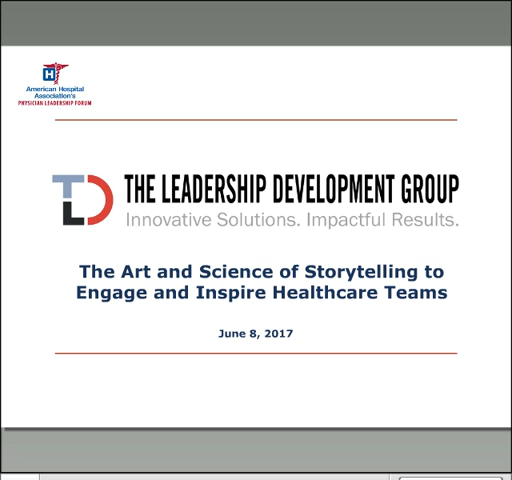 H
American Hospital
Association's
PHYSICIAN LEADERSHIP FORUM
TLD
THE LEADERSHIP DEVELOPMENT GROUP
Innovative Solutions. Impactful Results.
The Art and Science of Storytelling to
Engage and Inspire Healthcare Teams
June 8, 2017